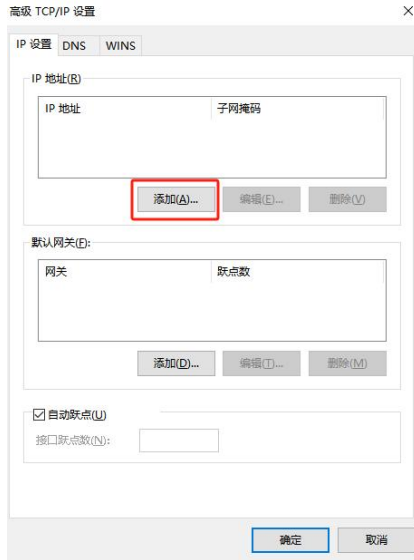 高级 TCP/IP 设置
IP 设置 DNS WINS
IP 地址(R)
IP 地址 子网掩码
添加(A)... 编辑(E)... 删除(V)
默认网关(F):
网关 跃点数
添加(D)... 编辑(T)... 删除(M)
自动跃点(U)
接口跃点数(N):
确定 取消